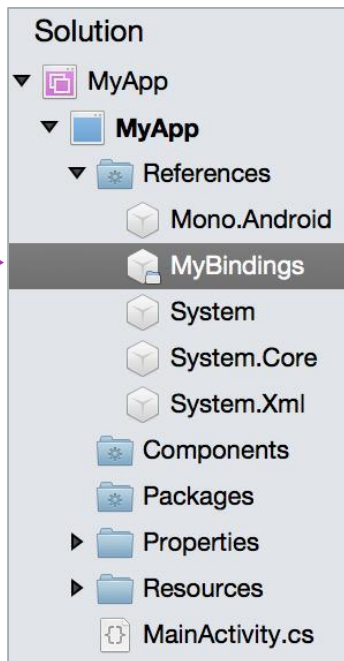 Solution
MyApp
MyApp
References
Mono.Android
MyBindings
System
System.Core
System.Xml
Components
Packages
Properties
Resources
{} MainActivity.cs